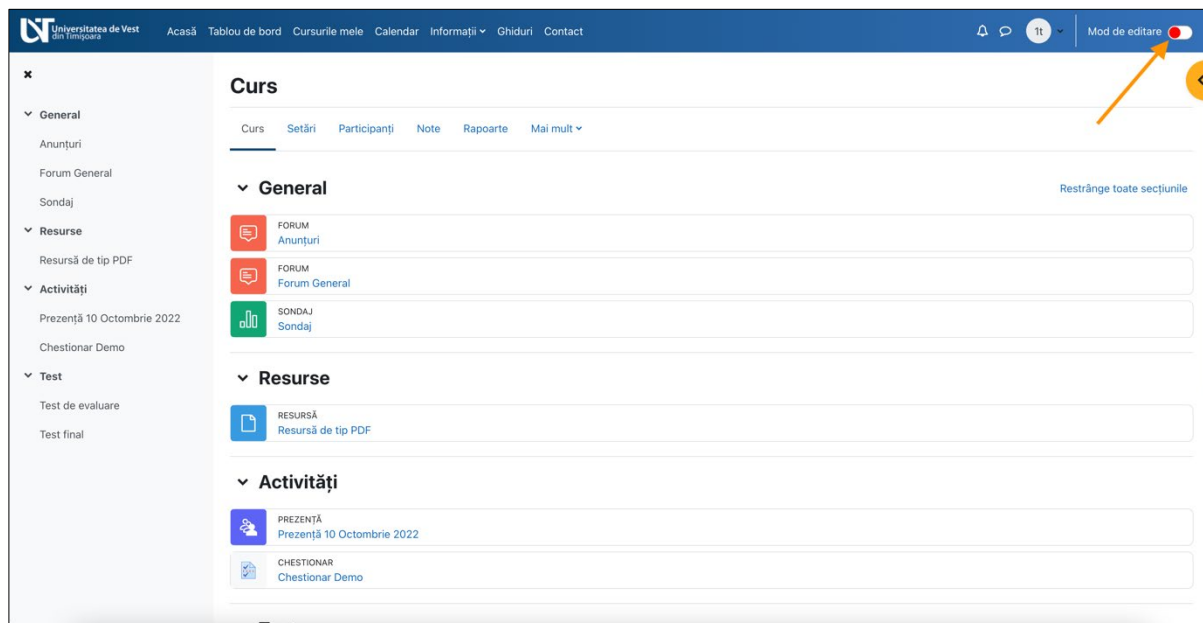 Universitatea de Vest
din Timișoara
Acasă Tablou de bord Cursurile mele Calendar Informații Ghiduri Contact
1t
Mod de editare
General
Anunțuri
Forum General
Sondaj
Resurse
Resursă de tip PDF
Activități
Prezență 10 Octombrie 2022
Chestionar Demo
Test
Test de evaluare
Test final
Curs
Curs Setări Participanți Note Rapoarte Mai mult
General
Restrânge toate secțiunile
FORUM
Anunțuri
FORUM
Forum General
SONDAJ
Sondaj
Resurse
RESURSĂ
Resursă de tip PDF
Activități
PREZENȚĂ
Prezență 10 Octombrie 2022
CHESTIONAR
Chestionar Demo